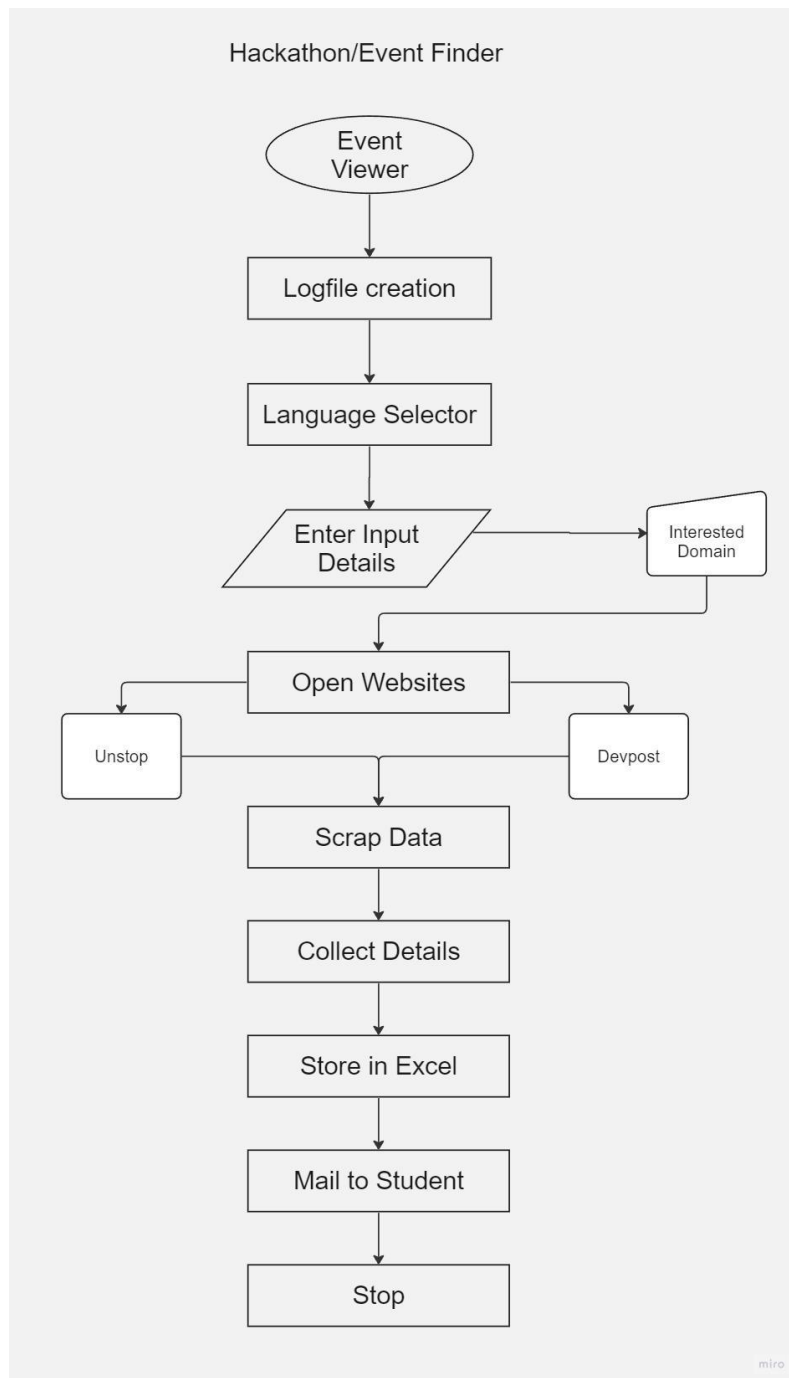 Hackathon/Event Finder
Event
Viewer
Logfile creation
Language Selector
Enter Input
Details
Interested
Domain
Open Websites
Unstop
Devpost
Scrap Data
Collect Details
Store in Excel
Mail to Student
Stop
miro